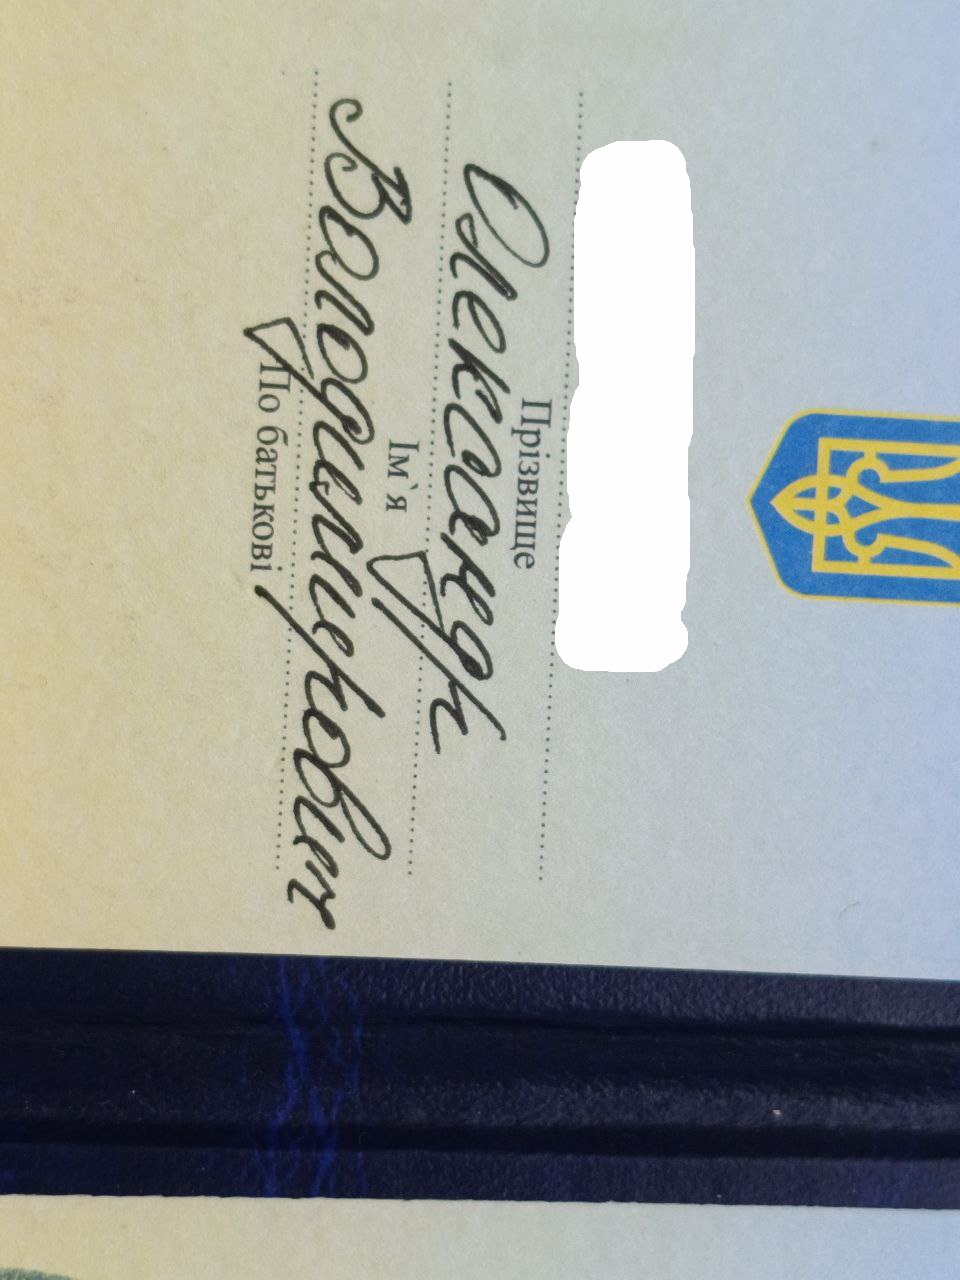 Прізвище
Олександр
Ім`я
Володимирович
По батькові